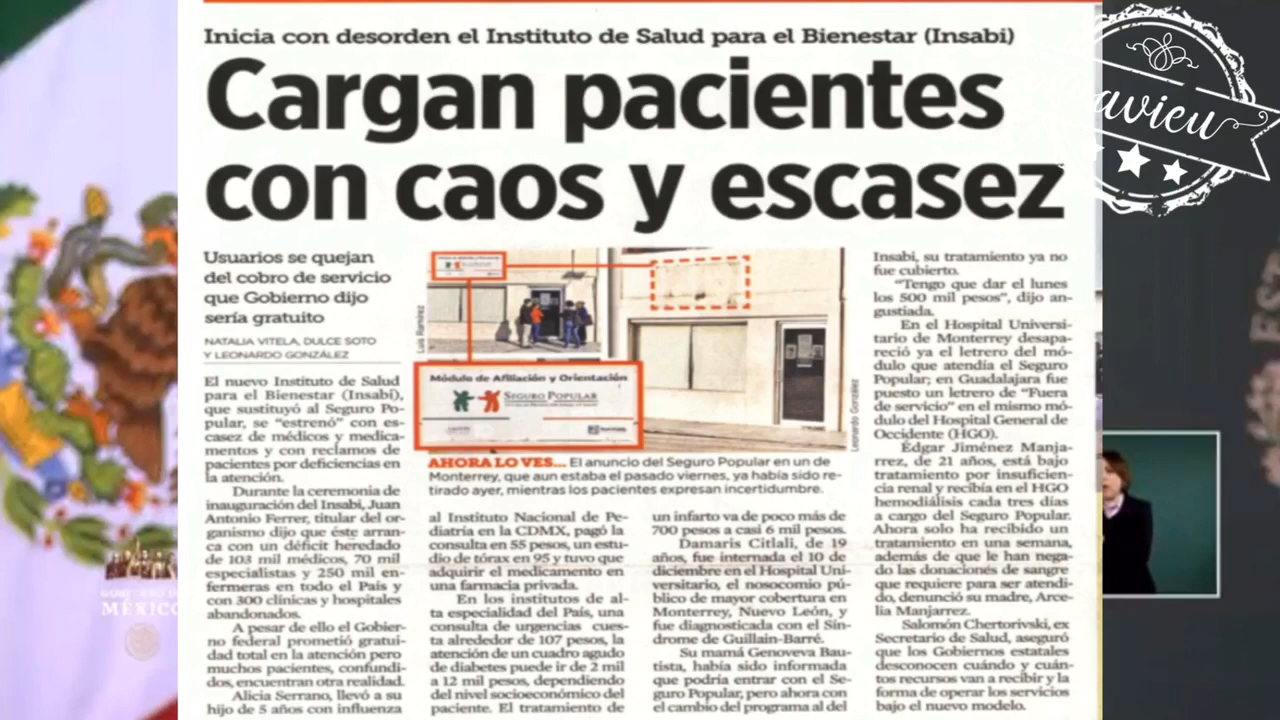 Inicia con desorden el Instituto de Salud para el Bienestar (Insabi)
Cargan pacientes
con caos y escasez
Usuarios se quejan
del cobro de servicio
que Gobierno dijo
sería gratuito
NATALIA VITELA, DULCE SOTO
Y LEONARDO GONZÁLEZ
El nuevo Instituto de Salud
para el Bienestar (Insabi),
que sustituyó al Seguro Po-
pular, se “estrenó” con es-
casez de médicos y medica-
mentos y con reclamos de
pacientes por deficiencias en
la atención.
Durante la ceremonia de
inauguración del Insabi, Juan
Antonio Ferrer, titular del or-
ganismo dijo que éste arran-
ca con un déficit heredado
de 103 mil médicos, 70 mil
especialistas y 250 mil en-
fermeras en todo el País y
con 300 clínicas y hospitales
abandonados.
A pesar de ello el Gobier-
no federal prometió gratui-
dad total en la atención pero
muchos pacientes, confundi-
dos, encuentran otra realidad.
Alicia Serrano, llevó a su
hijo de 5 años con influenza
Luis Ramírez
Módulo de Afiliación y Orientación
SEGURO POPULAR
Leonardo González
AHORA LO VES... El anuncio del Seguro Popular en un de
Monterrey, que aun estaba el pasado viernes, ya había sido re-
tirado ayer, mientras los pacientes expresan incertidumbre.
al Instituto Nacional de Pe-
diatría en la CDMX, pagó la
consulta en 55 pesos, un estu-
dio de tórax en 95 y tuvo que
adquirir el medicamento en
una farmacia privada.
En los institutos de al-
ta especialidad del País, una
consulta de urgencias cues-
ta alrededor de 107 pesos, la
atención de un cuadro agudo
de diabetes puede ir de 2 mil
a 12 mil pesos, dependiendo
del nivel socioeconómico del
paciente. El tratamiento de
un infarto va de poco más de
700 pesos a casi 6 mil pesos.
Damaris Citlali, de 19
años, fue internada el 10 de
diciembre en el Hospital Uni-
versitario, el nosocomio pú-
blico de mayor cobertura en
Monterrey, Nuevo León, y
fue diagnosticada con el Sín-
drome de Guillain-Barré.
Su mamá Genoveva Bau-
tista, había sido informada
que podría entrar con el Se-
guro Popular, pero ahora con
el cambio del programa al del
Insabi, su tratamiento ya no
fue cubierto.
“Tengo que dar el lunes
los 500 mil pesos”, dijo an-
gustiada.
En el Hospital Universi-
tario de Monterrey desapa-
reció ya el letrero del mó-
dulo que atendía el Seguro
Popular; en Guadalajara fue
puesto un letrero de “Fuera
de servicio” en el mismo mó-
dulo del Hospital General de
Occidente (HGO).
Édgar Jiménez Manja-
rrez, de 21 años, está bajo
tratamiento por insuficien-
cia renal y recibía en el HGO
hemodiálisis cada tres días
a cargo del Seguro Popular.
Ahora solo ha recibido un
tratamiento en una semana,
además de que le han nega-
do las donaciones de sangre
que requiere para ser atendi-
do, denunció su madre, Arce-
lia Manjarrez.
Salomón Chertorivski, ex
Secretario de Salud, aseguró
que los Gobiernos estatales
desconocen cuándo y cuán-
tos recursos van a recibir y la
forma de operar los servicios
bajo el nuevo modelo.
avieu
MÉXICO